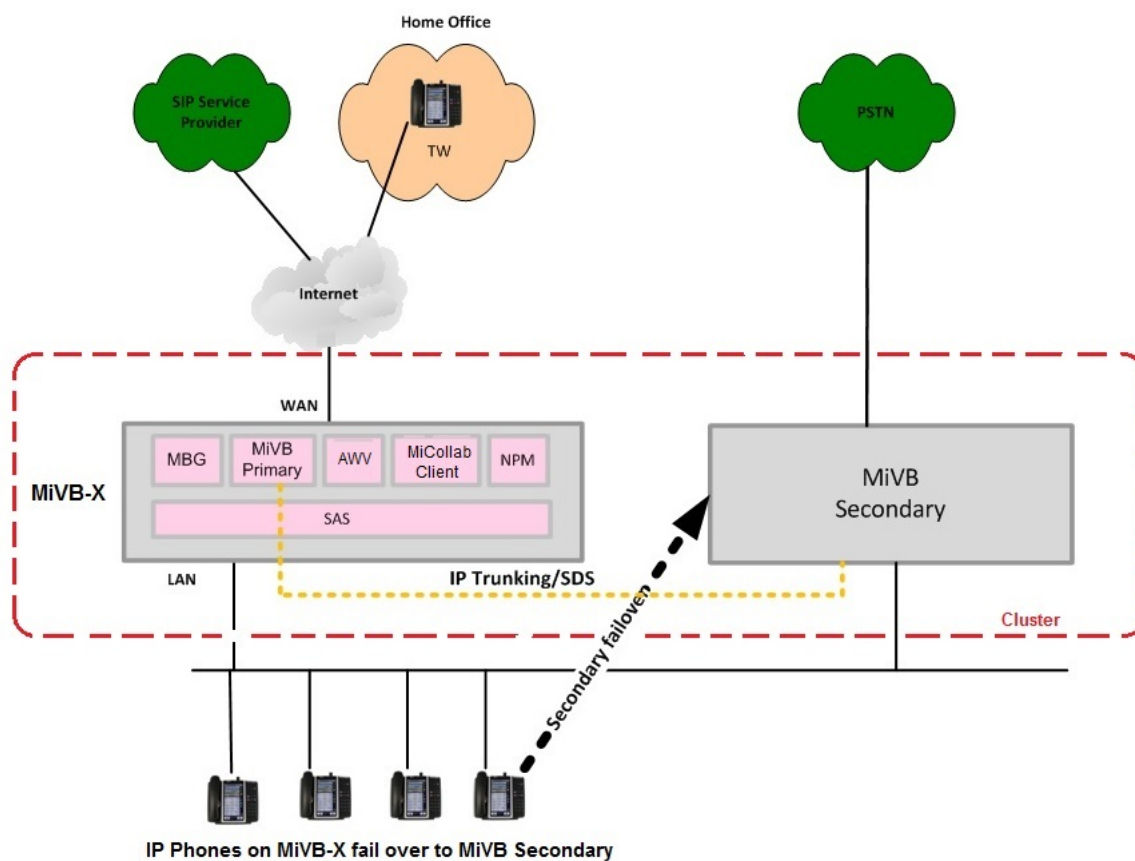 Home Office
SIP Service
Provider
TW
PSTN
Internet
WAN
MBG
MiVB
Primary
AWV
MiCollab
Client
NPM
MiVB-X
SAS
MiVB
Secondary
LAN
IP Trunking/SDS
Cluster
Secondary failover
IP Phones on MiVB-X fail over to MiVB Secondary